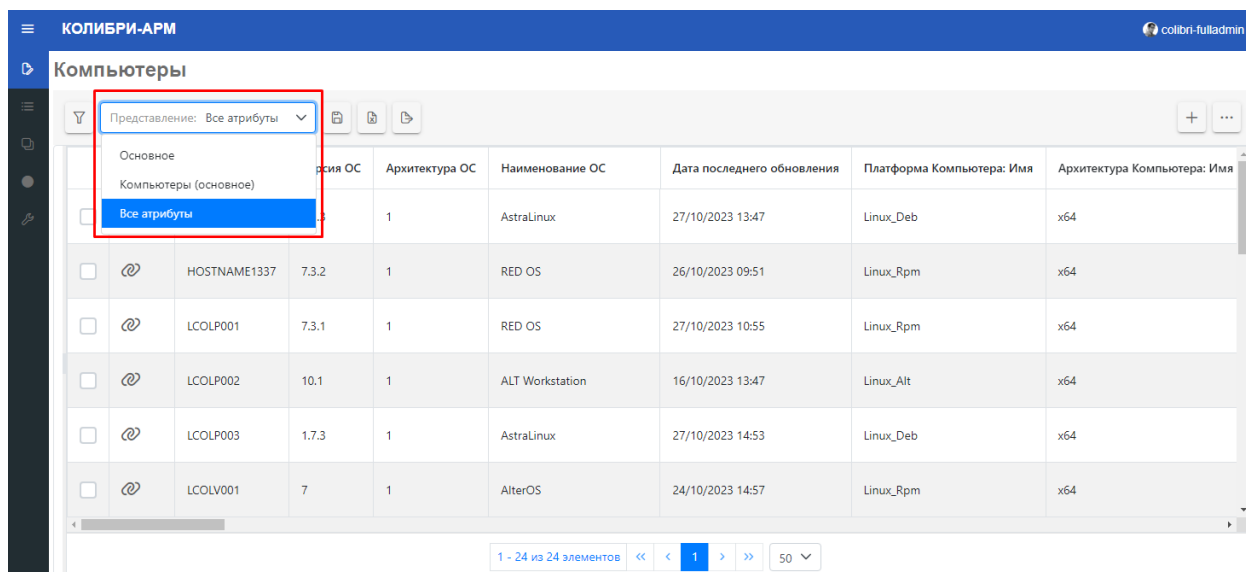 КОЛИБРИ-АРМ colibri-fulladmin
Компьютеры
Представление: Все атрибуты
Основное
Компьютеры (основное)
Все атрибуты
ОС Архитектура ОС Наименование ОС Дата последнего обновления Платформа Компьютера: Имя Архитектура Компьютера: Имя
1 AstraLinux 27/10/2023 13:47 Linux_Deb x64
HOSTNAME1337 7.3.2 1 RED OS 26/10/2023 09:51 Linux_Rpm x64
LCOLP001 7.3.1 1 RED OS 27/10/2023 10:55 Linux_Rpm x64
LCOLP002 10.1 1 ALT Workstation 16/10/2023 13:47 Linux_Alt x64
LCOLP003 1.7.3 1 AstraLinux 27/10/2023 14:53 Linux_Deb x64
LCOLV001 7 1 AlterOS 24/10/2023 14:57 Linux_Rpm x64
1 - 24 из 24 элементов 1 50